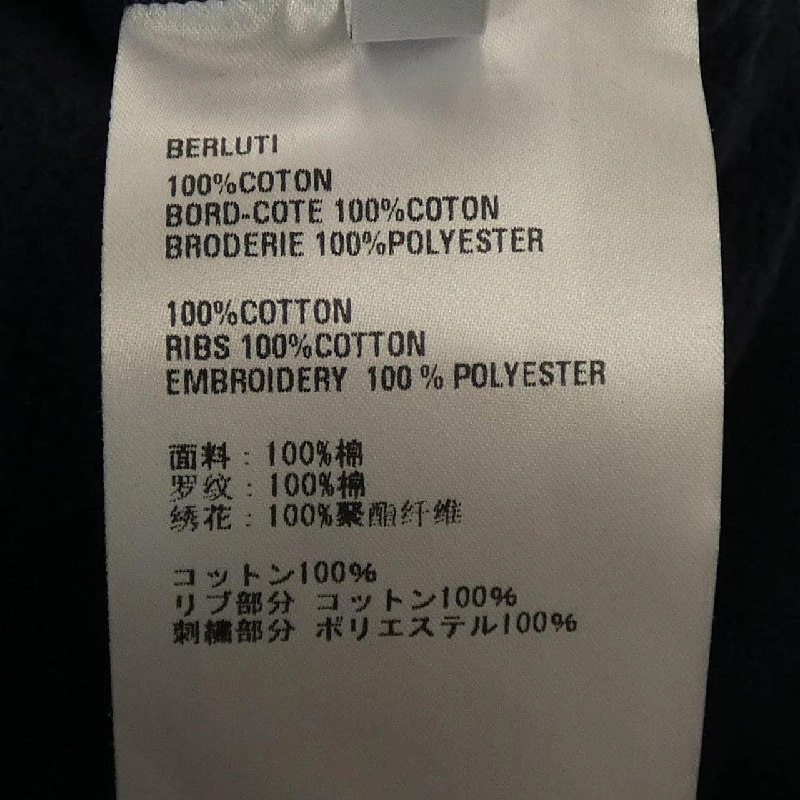 BERLUTI
100%COTON
BORD-COTE 100%COTON
BRODERIE 100%POLYESTER
100%COTTON
RIBS 100%COTTON
EMBROIDERY 100 % POLYESTER
面料：100%棉
罗纹：100%棉
绣花：100%聚酯纤维
コットン100%
リブ部分 コットン100%
刺繍部分 ポリエステル100%